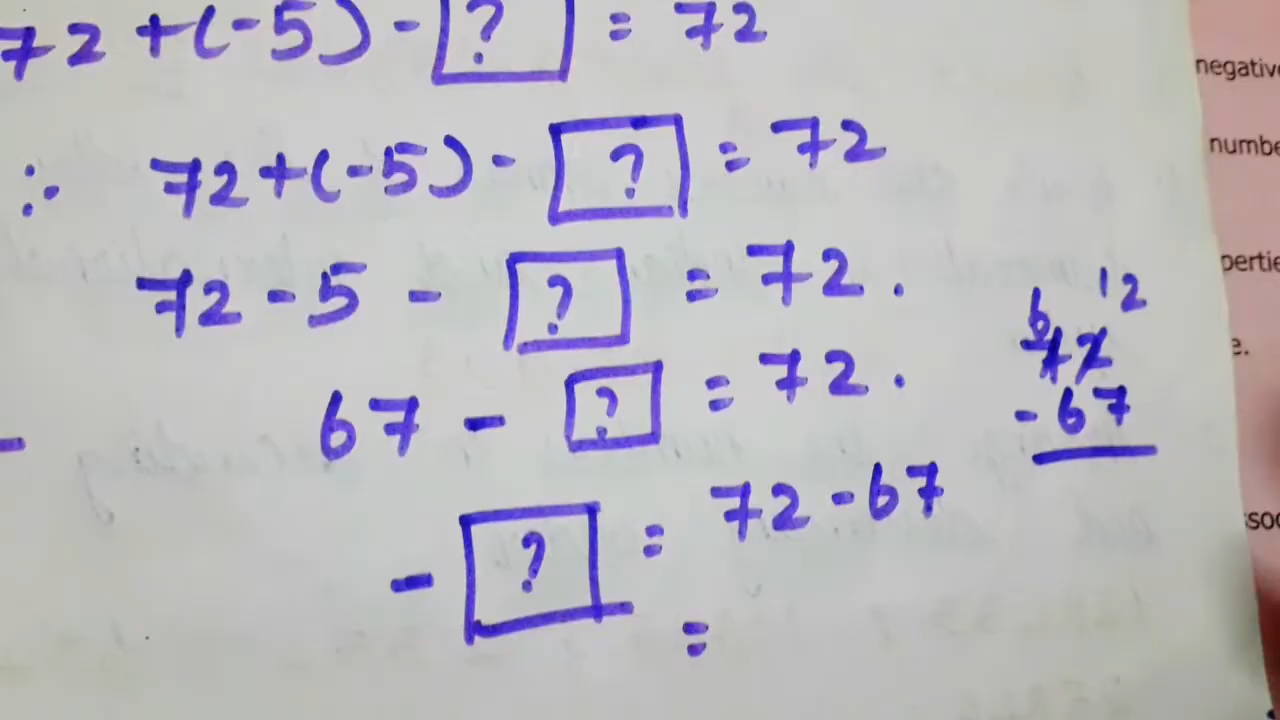 72 + (-5) - ? = 72
∴ 72 + (-5) - ? = 72
72 - 5 - ? = 72 .
67 - ? = 72 .
- ? = 72 - 67
=
6 12
72
- 67
-
negative
numbe
pertie
e.
sso